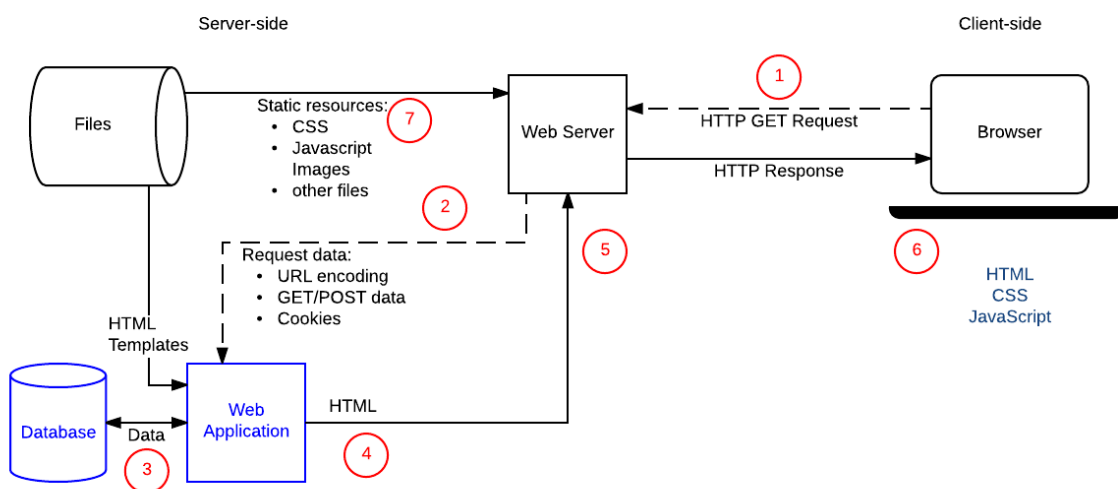 Server-side
Client-side
1
Files
Static resources:
• CSS
• Javascript
Images
• other files
7
Web Server
HTTP GET Request
HTTP Response
Browser
2
Request data:
• URL encoding
• GET/POST data
• Cookies
5
6
HTML
CSS
JavaScript
HTML
Templates
Database
Data
3
Web
Application
HTML
4